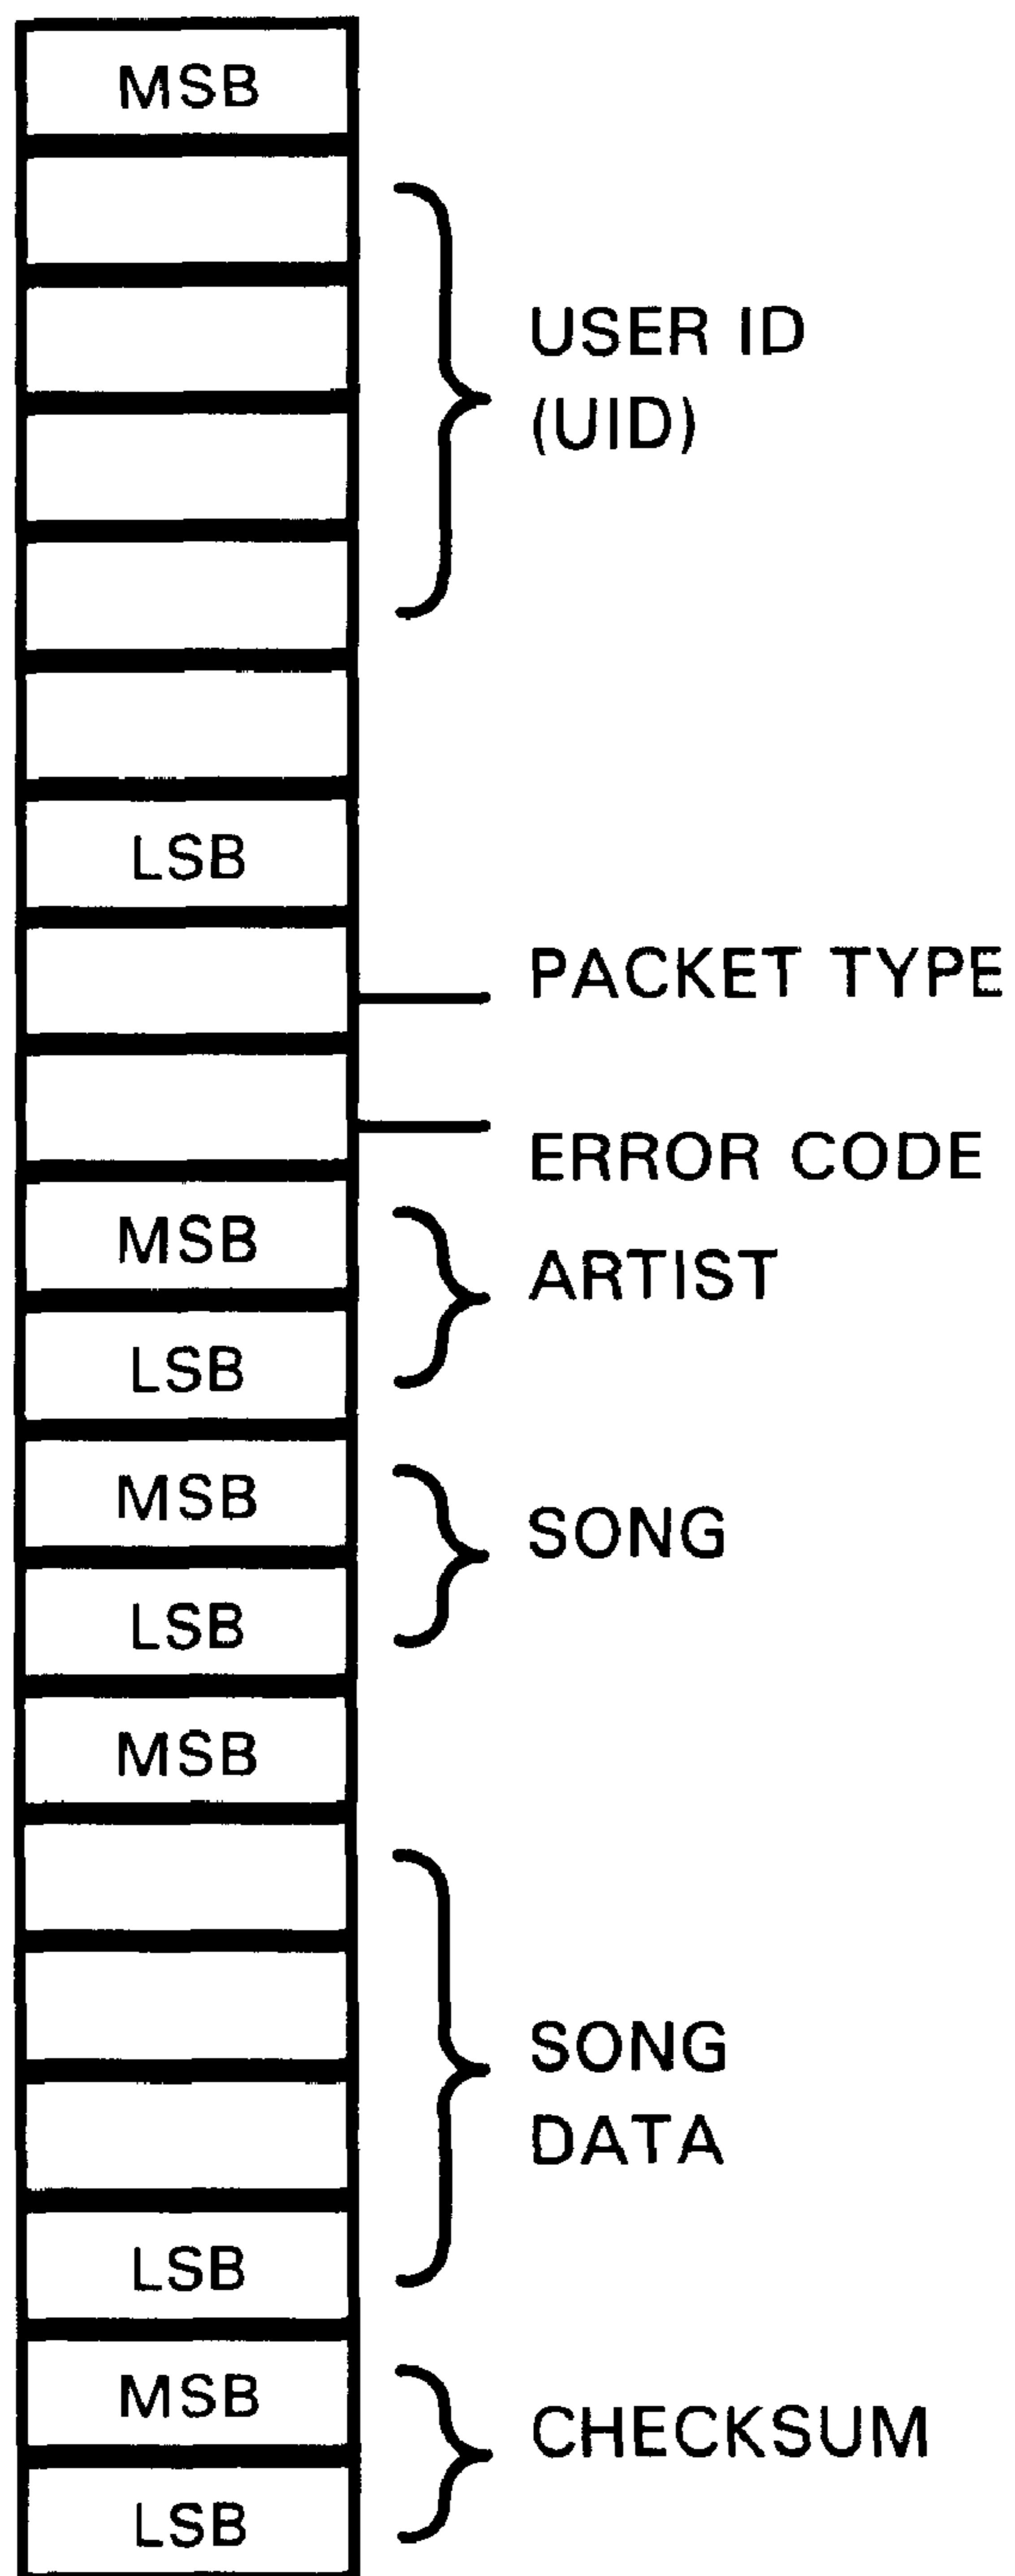 MSB
USER ID
(UID)
LSB
PACKET TYPE
ERROR CODE
MSB
ARTIST
LSB
MSB
SONG
LSB
MSB
SONG
DATA
LSB
MSB
CHECKSUM
LSB